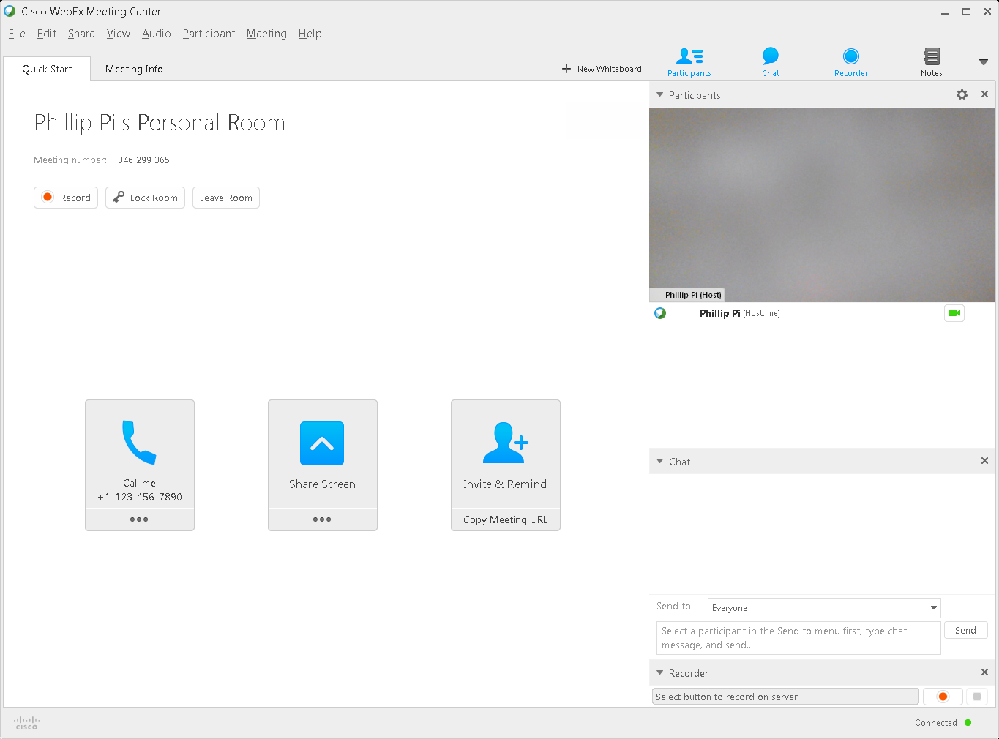 Cisco WebEx Meeting Center
File Edit Share View Audio Participant Meeting Help
Quick Start
Meeting Info
New Whiteboard
Participants
Chat
Recorder
Notes
Phillip Pi's Personal Room
Meeting number: 346 299 365
Record
Lock Room
Leave Room
Call me
+1-123-456-7890
Share Screen
Invite & Remind
Copy Meeting URL
Participants
Phillip Pi (Host)
Phillip Pi (Host, me)
Chat
Send to: Everyone
Select a participant in the Send to menu first, type chat
message, and send...
Send
Recorder
Select button to record on server
CISCO
Connected